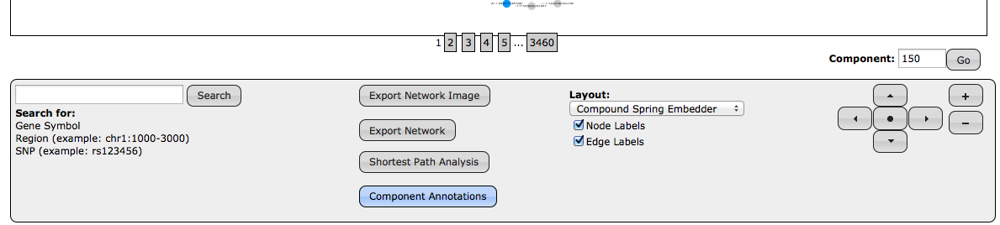 1 2 3 4 5 ... 3460
Component: 150 Go
Search
Search for:
Gene Symbol
Region (example: chr1:1000-3000)
SNP (example: rs123456)
Export Network Image
Export Network
Shortest Path Analysis
Component Annotations
Layout:
Compound Spring Embedder
Node Labels
Edge Labels
+
−